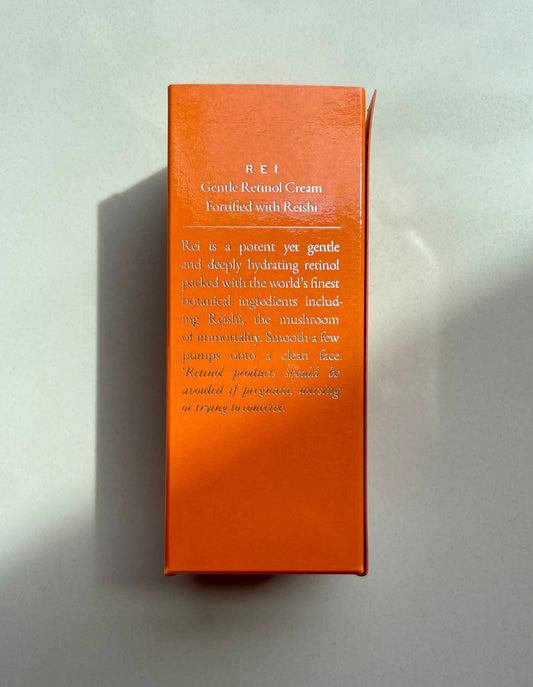 REI
Gentle Retinol Cream
Fortified with Reishi
Rei is a potent yet gentle
and deeply hydrating retinol
packed with the world's finest
botanical ingredients includ-
ing Reishi, the mushroom
of immortality. Smooth a few
pumps onto a clean face.
*Retinol products should be
avoided if pregnant, nursing
or trying to conceive.